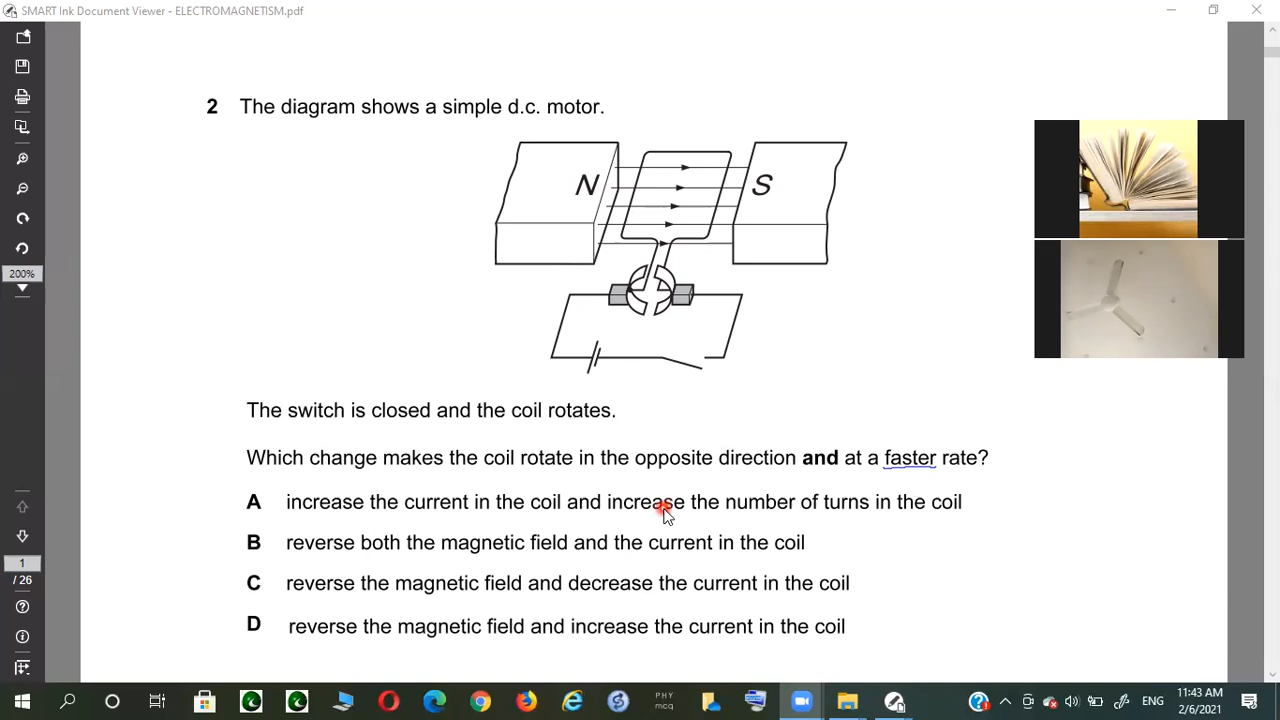 SMART Ink Document Viewer - ELECTROMAGNETISM.pdf
2 The diagram shows a simple d.c. motor.
N S
The switch is closed and the coil rotates.
Which change makes the coil rotate in the opposite direction and at a faster rate?
A increase the current in the coil and increase the number of turns in the coil
B reverse both the magnetic field and the current in the coil
C reverse the magnetic field and decrease the current in the coil
D reverse the magnetic field and increase the current in the coil
200%
1
/ 26
PHY
mcq
ENG
11:43 AM
2/6/2021